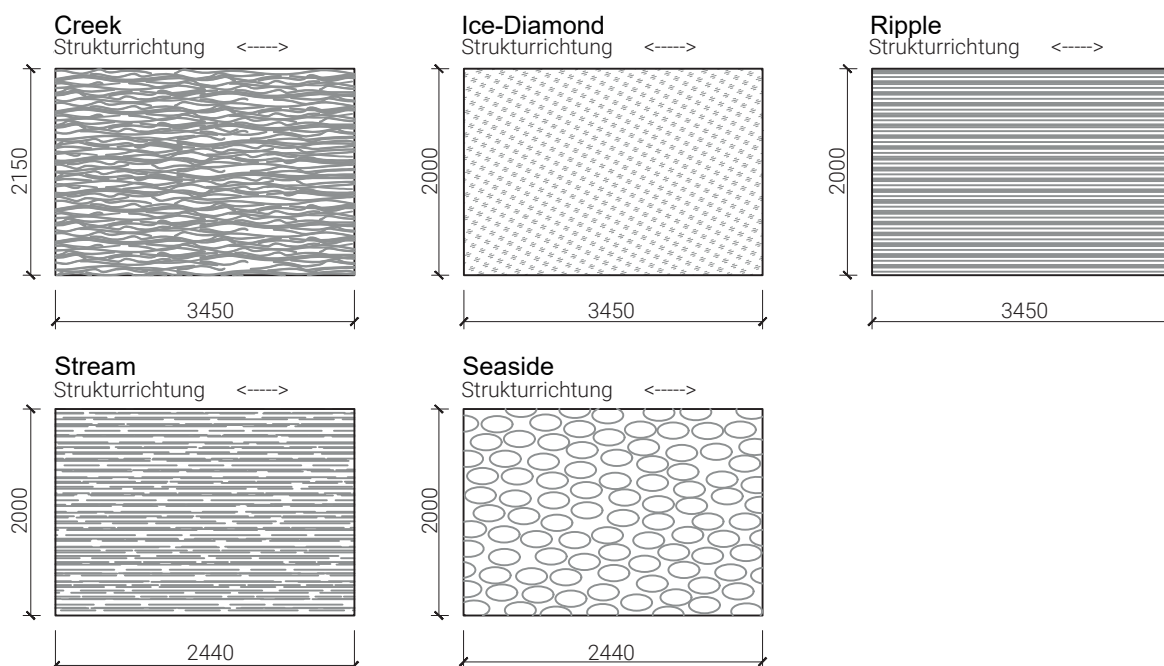 Creek
Strukturrichtung <----->
2150
3450
Ice-Diamond
Strukturrichtung <----->
2000
3450
Ripple
Strukturrichtung <----->
2000
3450
Stream
Strukturrichtung <----->
2000
2440
Seaside
Strukturrichtung <----->
2000
2440